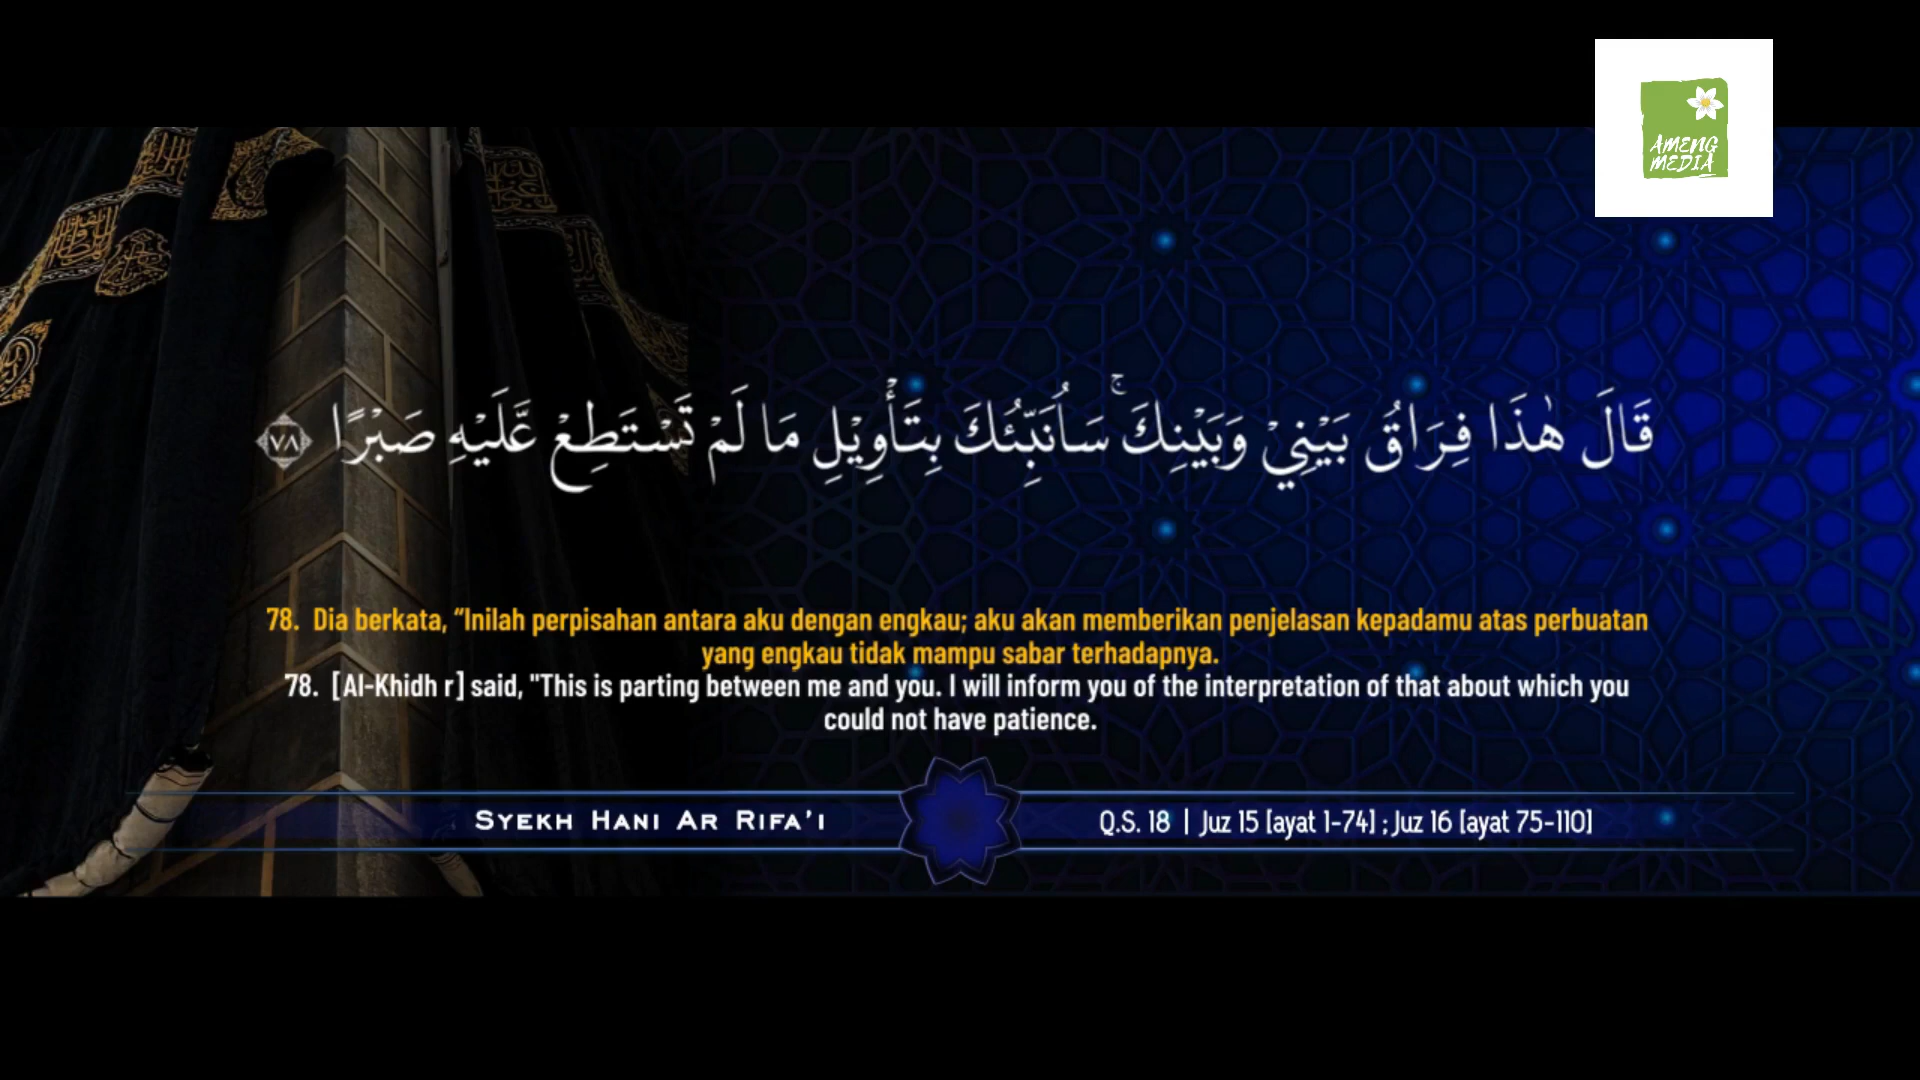 AMENG
MEDIA
قَالَ هٰذَا فِرَاقُ بَيْنِيْ وَبَيْنِكَۚ سَاُنَبِّئُكَ بِتَأْوِيْلِ مَا لَمْ تَسْتَطِعْ عَّلَيْهِ صَبْرًا ٧٨
78. Dia berkata, “Inilah perpisahan antara aku dengan engkau; aku akan memberikan penjelasan kepadamu atas perbuatan
yang engkau tidak mampu sabar terhadapnya.
78. [Al-Khidh r] said, "This is parting between me and you. I will inform you of the interpretation of that about which you
could not have patience.
SYEKH HANI AR RIFA'I
Q.S. 18 | Juz 15 [ayat 1-74] ; Juz 16 [ayat 75-110]